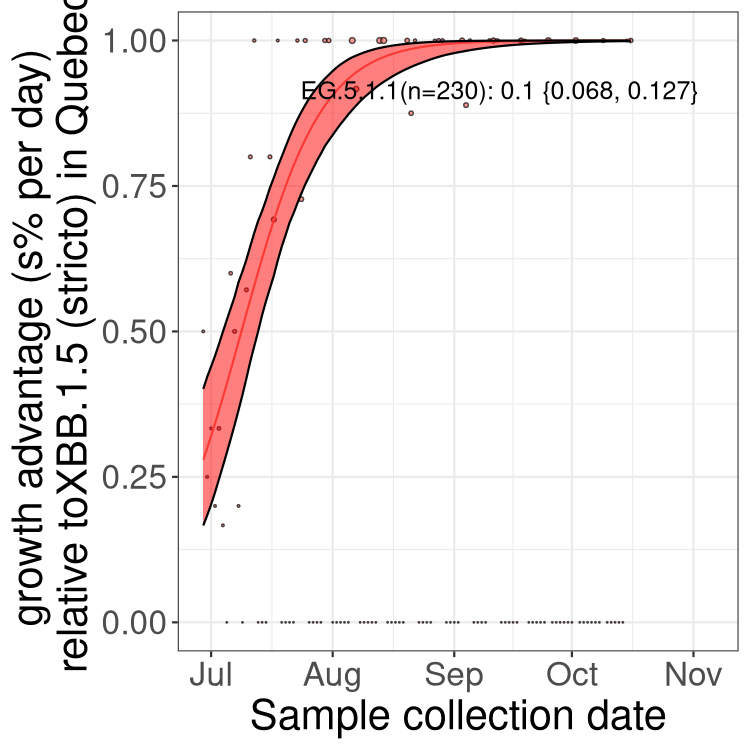 growth advantage (s% per day)
relative toXBB.1.5 (stricto) in Quebec
1.00
0.75
0.50
0.25
0.00
EG.5.1.1(n=230): 0.1 {0.068, 0.127}
Jul Aug Sep Oct Nov
Sample collection date